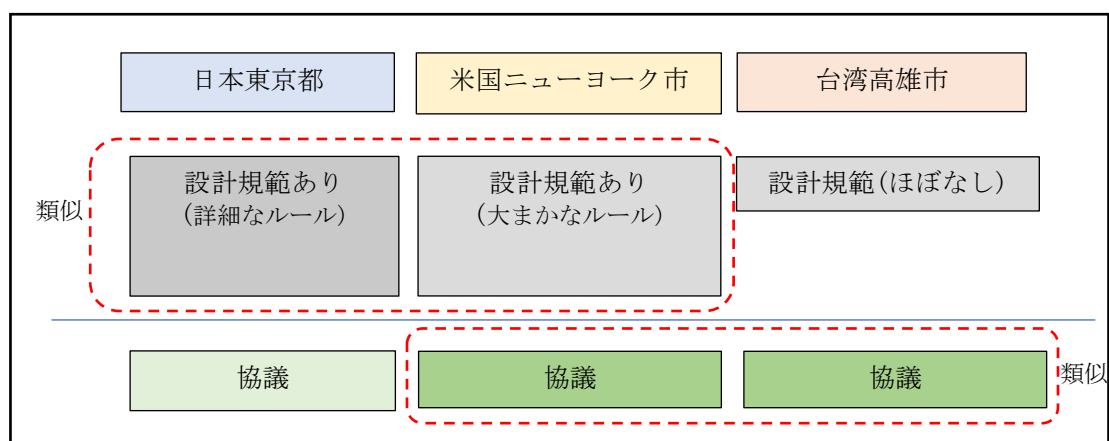 日本東京都
米国ニューヨーク市
台湾高雄市
類似
設計規範あり
(詳細なルール)
設計規範あり
(大まかなルール)
設計規範(ほぼなし)
協議
協議
協議
類似